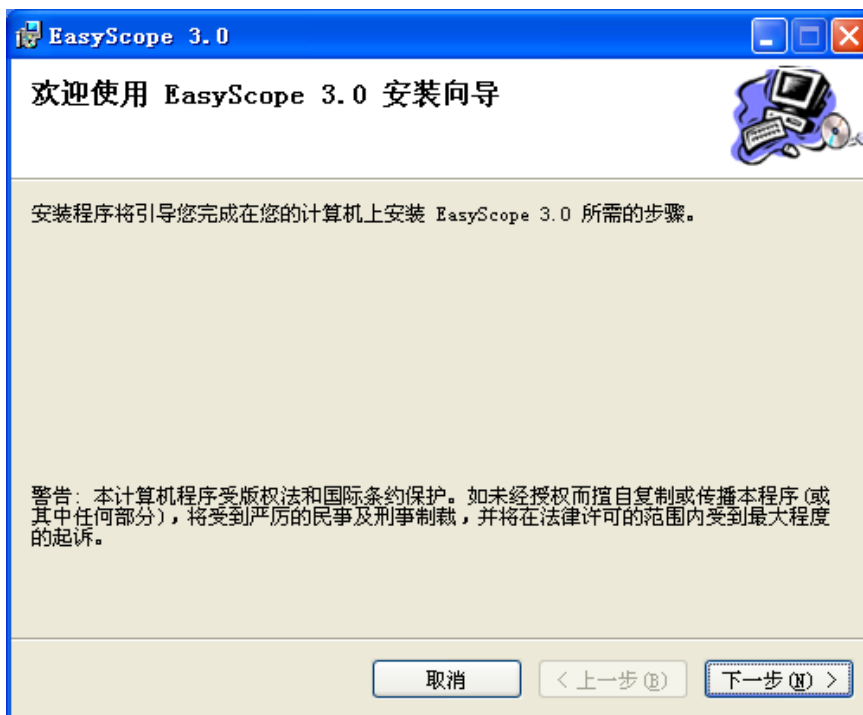 EasyScope 3.0
欢迎使用 EasyScope 3.0 安装向导
安装程序将引导您完成在您的计算机上安装 EasyScope 3.0 所需的步骤。
警告: 本计算机程序受版权法和国际条约保护。如未经授权而擅自复制或传播本程序(或
其中任何部分)，将受到严厉的民事及刑事制裁，并将在法律许可的范围内受到最大程度
的起诉。
取消
< 上一步(B)
下一步(N) >